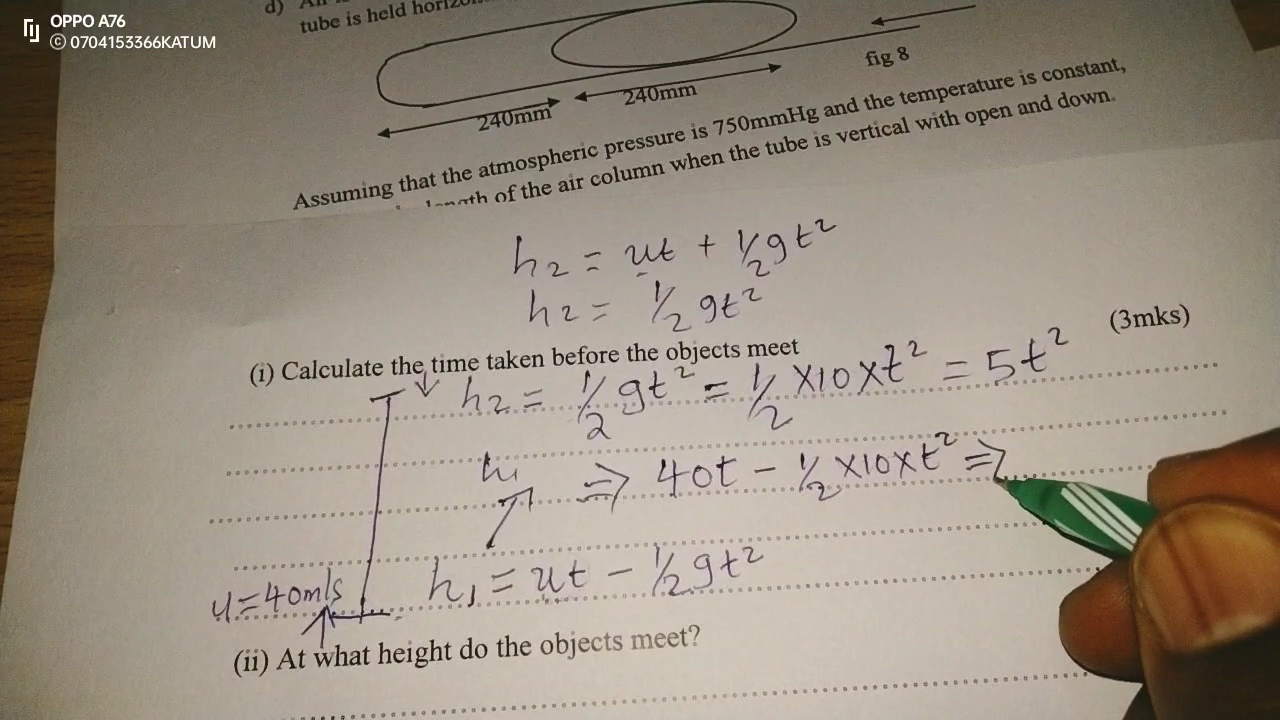 OPPO A76
© 0704153366KATUM
d) An
tube is held horizon
fig 8
240mm 240mm
Assuming that the atmospheric pressure is 750mmHg and the temperature is constant,
length of the air column when the tube is vertical with open and down.
h₂ = ut + ½gt²
h₂ = ½gt²
(3mks)
(i) Calculate the time taken before the objects meet
h₂ = ½gt² = ½ × 10 × t² = 5t²
h₁ ⇒ 40t − ½ × 10 × t² ⇒
u = 40m/s h₁ = ut − ½gt²
(ii) At what height do the objects meet?